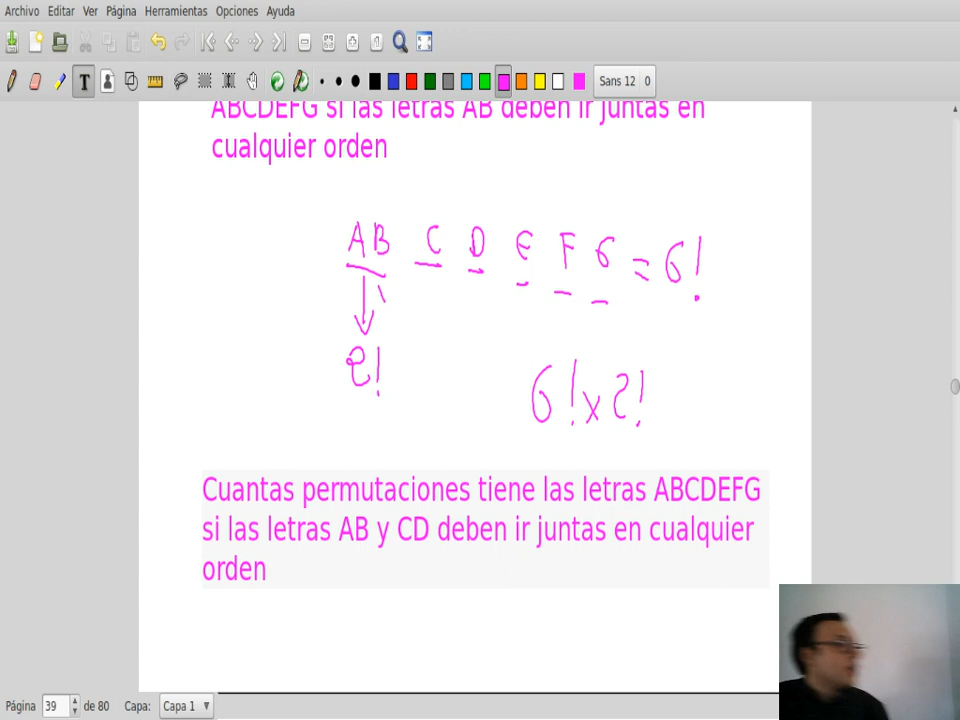 Archivo Editar Ver Página Herramientas Opciones Ayuda
Sans 12 0
ABCDEFG si las letras AB deben ir juntas en
cualquier orden
AB C D E F G = 6!
2!
6! x 2!
Cuantas permutaciones tiene las letras ABCDEFG
si las letras AB y CD deben ir juntas en cualquier
orden
Página 39 de 80 Capa: Capa 1